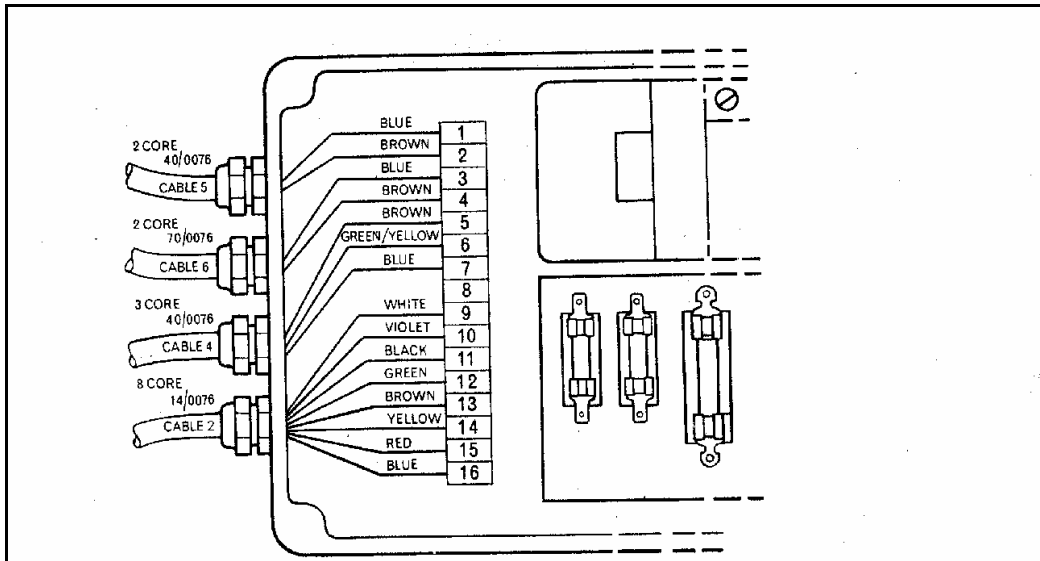 BLUE 1
BROWN 2
BLUE 3
BROWN 4
BROWN 5
GREEN/YELLOW 6
BLUE 7
8
WHITE 9
VIOLET 10
BLACK 11
GREEN 12
BROWN 13
YELLOW 14
RED 15
BLUE 16
2 CORE
40/0076
CABLE 5
2 CORE
70/0076
CABLE 6
3 CORE
40/0076
CABLE 4
8 CORE
14/0076
CABLE 2